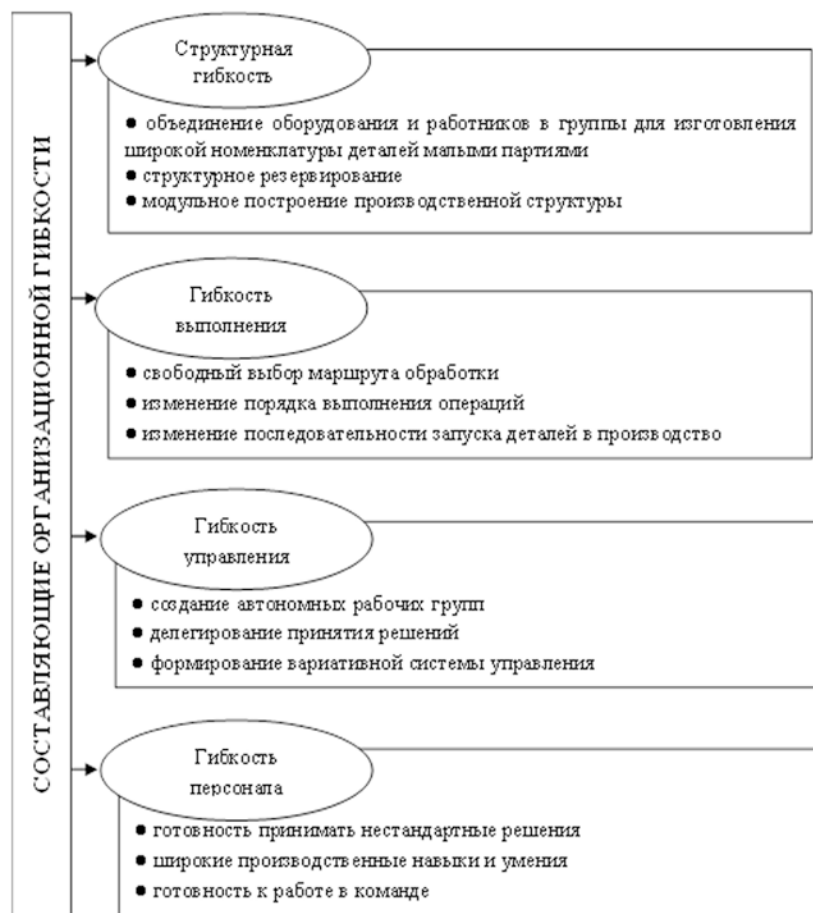 СОСТАВЛЯЮЩИЕ ОРГАНИЗАЦИОННОЙ ГИБКОСТИ
Структурная
гибкость
● объединение оборудования и работников в группы для изготовления
широкой номенклатуры деталей малыми партиями
● структурное резервирование
● модульное построение производственной структуры
Гибкость
выполнения
● свободный выбор маршрута обработки
● изменение порядка выполнения операций
● изменение последовательности запуска деталей в производство
Гибкость
управления
● создание автономных рабочих групп
● делегирование принятия решений
● формирование вариативной системы управления
Гибкость
персонала
● готовность принимать нестандартные решения
● широкие производственные навыки и умения
● готовность к работе в команде